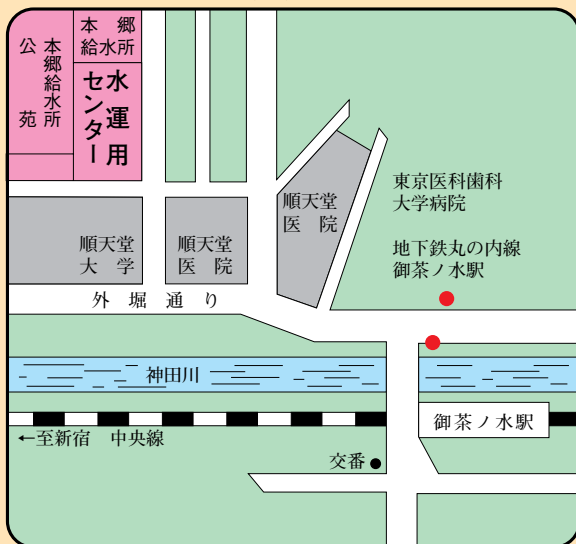 本郷給水所
公苑
本郷
給水所
水運用
センター
順天堂
大学
順天堂
医院
順天堂
医院
東京医科歯科
大学病院
地下鉄丸の内線
御茶ノ水駅
外堀通り
神田川
御茶ノ水駅
←至新宿 中央線
交番